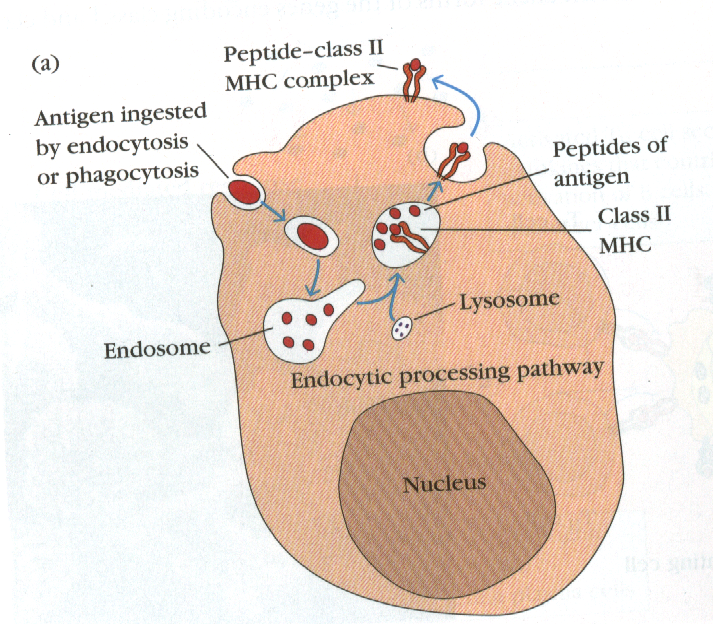 (a)
Peptide–class II
MHC complex
Antigen ingested
by endocytosis
or phagocytosis
Peptides of
antigen
Class II
MHC
Lysosome
Endosome
Endocytic processing pathway
Nucleus